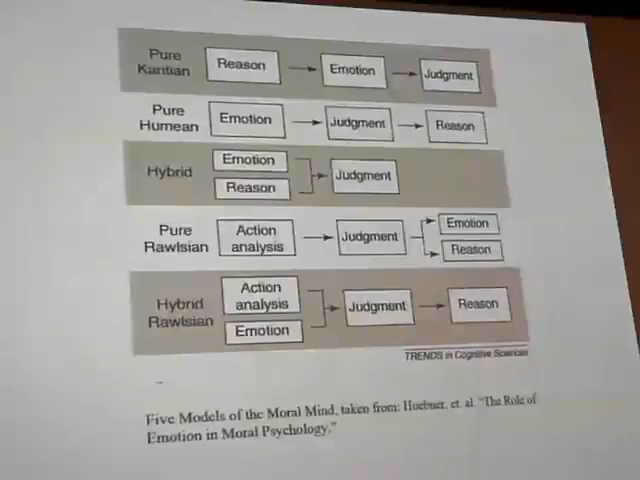 Pure
Kantian
Reason
Emotion
Judgment
Pure
Humean
Emotion
Judgment
Reason
Hybrid
Emotion
Reason
Judgment
Pure
Rawlsian
Action
analysis
Judgment
Emotion
Reason
Hybrid
Rawlsian
Action
analysis
Emotion
Judgment
Reason
TRENDS in Cognitive Sciences
Five Models of the Moral Mind, taken from: Huebner, et. al. "The Role of
Emotion in Moral Psychology."